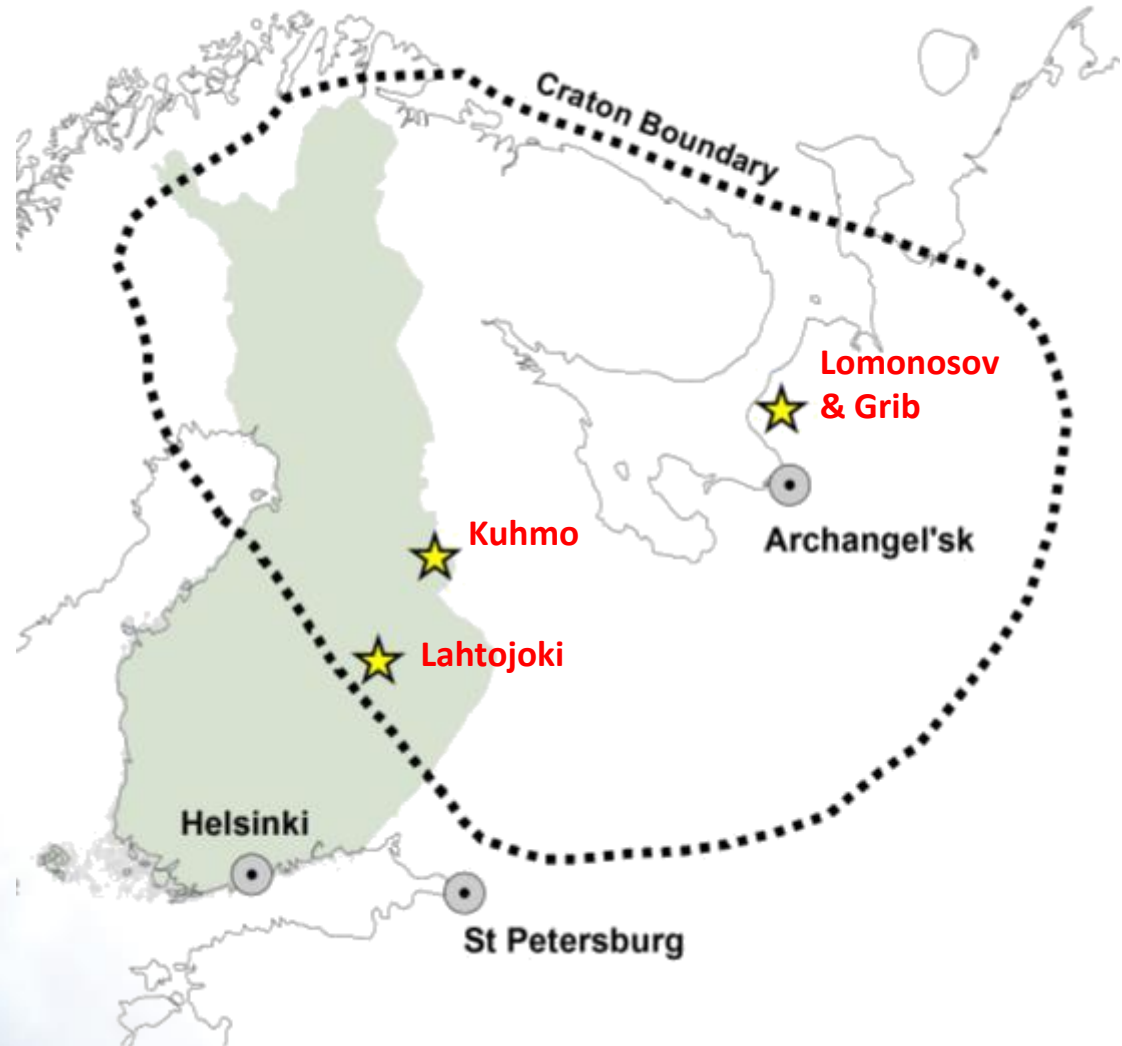 Craton Boundary
Lomonosov
& Grib
Kuhmo
Archangel'sk
Lahtojoki
Helsinki
St Petersburg